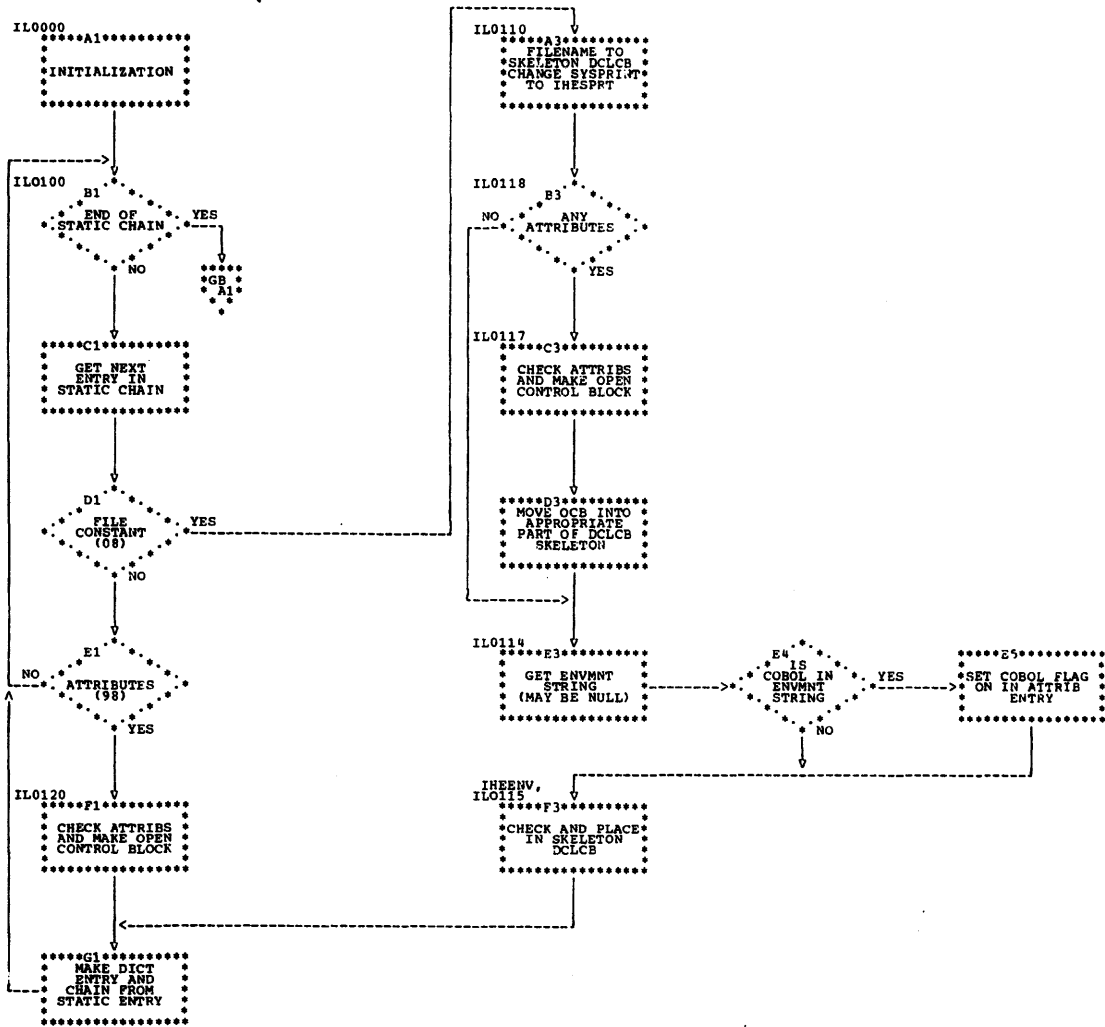 IL0000
A1
INITIALIZATION
IL0100
B1
END OF
STATIC CHAIN
YES
NO
GB
A1
C1
GET NEXT
ENTRY IN
STATIC CHAIN
D1
FILE
CONSTANT
(08)
YES
NO
E1
NO
ATTRIBUTES
(98)
YES
IL0120
F1
CHECK ATTRIBS
AND MAKE OPEN
CONTROL BLOCK
G1
MAKE DICT
ENTRY AND
CHAIN FROM
STATIC ENTRY
IL0110
A3
FILENAME TO
SKELETON DCLCB
CHANGE SYSPRINT
TO IHESPRT
IL0118
B3
NO
ANY
ATTRIBUTES
YES
IL0117
C3
CHECK ATTRIBS
AND MAKE OPEN
CONTROL BLOCK
D3
MOVE OCB INTO
APPROPRIATE
PART OF DCLCB
SKELETON
IL0114
E3
GET ENVMNT
STRING
(MAY BE NULL)
E4
IS
COBOL IN
ENVMNT
STRING
YES
NO
E5
SET COBOL FLAG
ON IN ATTRIB
ENTRY
IHEENV,
IL0115
F3
CHECK AND PLACE
IN SKELETON
DCLCB